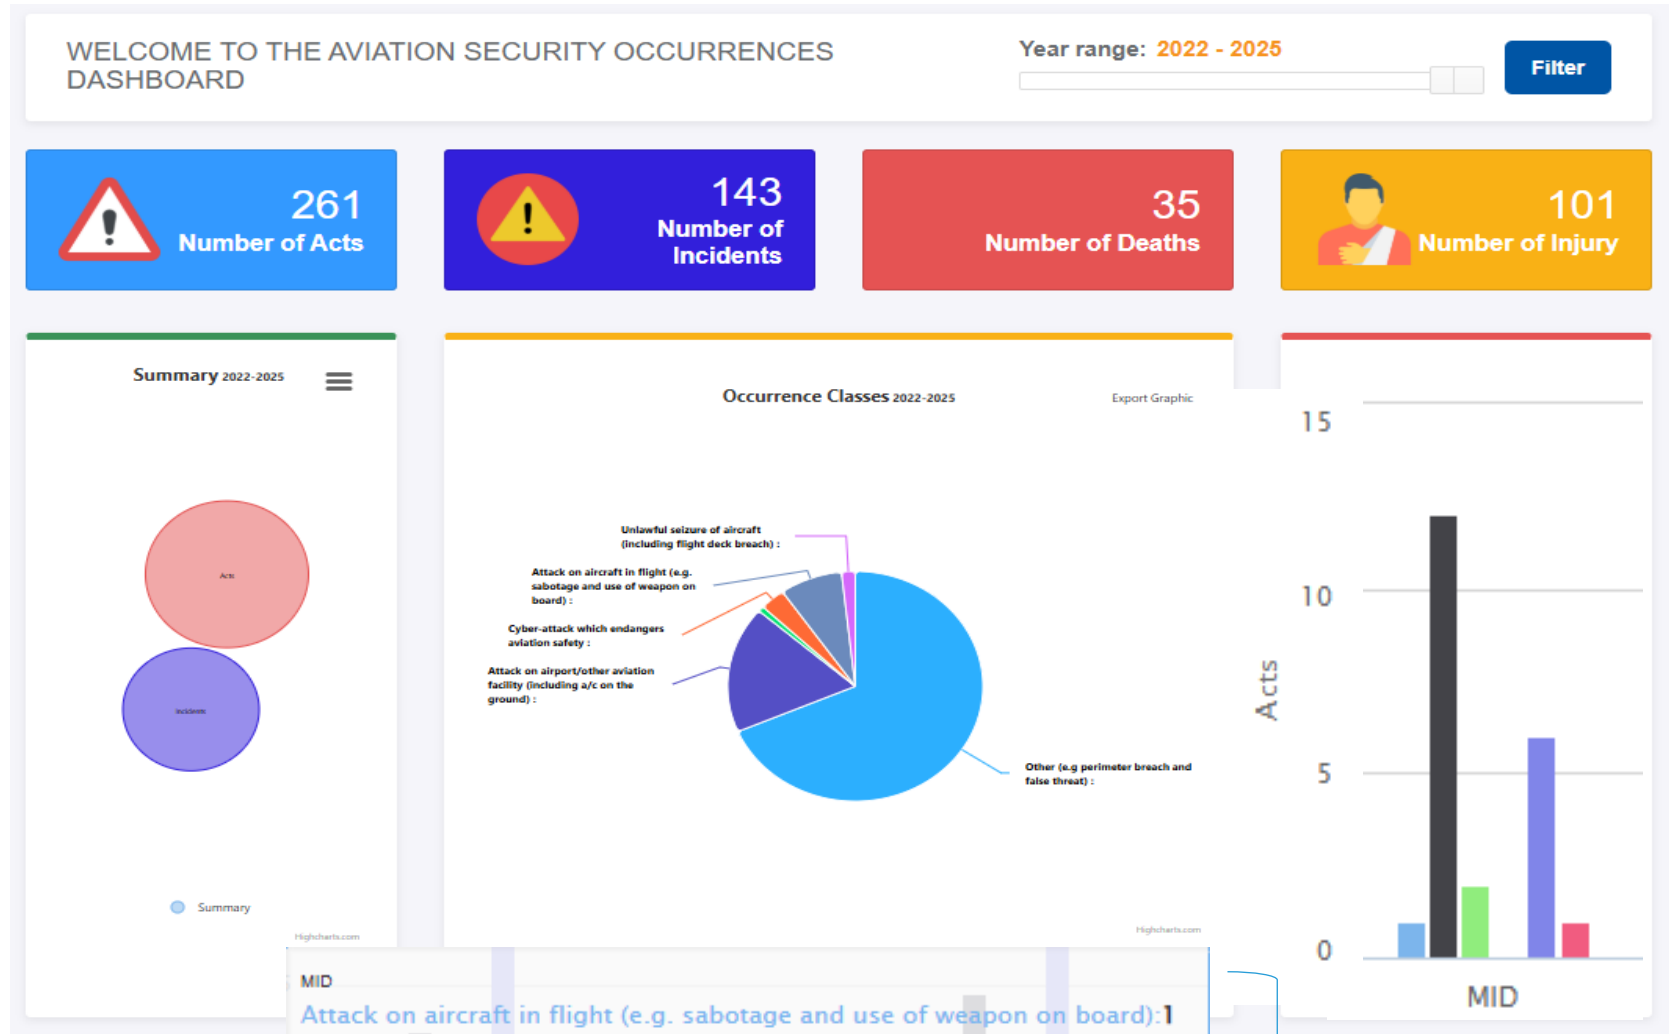 WELCOME TO THE AVIATION SECURITY OCCURRENCES
DASHBOARD
Year range: 2022 - 2025
Filter
261
Number of Acts
143
Number of
Incidents
35
Number of Deaths
101
Number of Injury
Summary 2022-2025
Acts
Incidents
Summary
Highcharts.com
Occurrence Classes 2022-2025
Export Graphic
Unlawful seizure of aircraft
(including flight deck breach) :
Attack on aircraft in flight (e.g.
sabotage and use of weapon on
board) :
Cyber-attack which endangers
aviation safety :
Attack on airport/other aviation
facility (including a/c on the
ground) :
Other (e.g perimeter breach and
false threat) :
Highcharts.com
15
10
5
0
Acts
MID
MID
Attack on aircraft in flight (e.g. sabotage and use of weapon on board):1